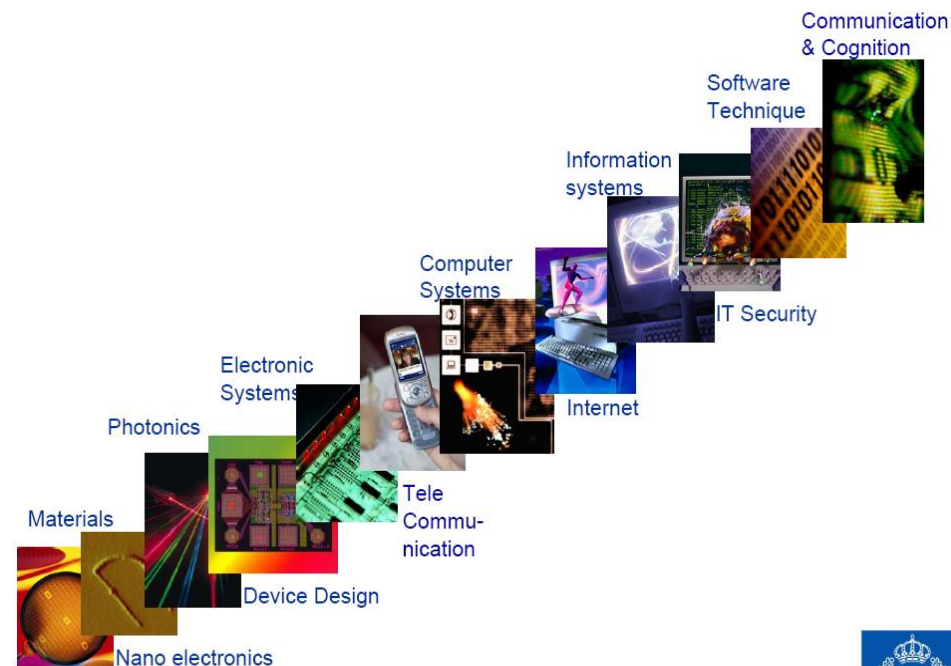 Communication
& Cognition
Software
Technique
Information
systems
Computer
Systems
IT Security
Electronic
Systems
Internet
Photonics
Tele
Commu-
nication
Materials
Device Design
Nano electronics